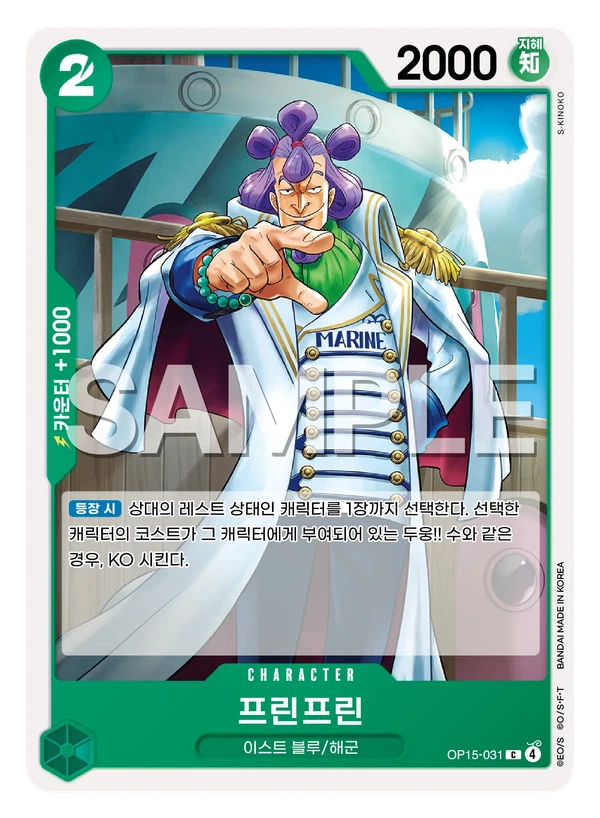 2
2000
지혜
知
S-KINOKO
MARINE
카운터 +1000
SAMPLE
등장 시 상대의 레스트 상태인 캐릭터를 1장까지 선택한다. 선택한
캐릭터의 코스트가 그 캐릭터에게 부여되어 있는 두웅!! 수와 같은
경우, KO 시킨다.
CHARACTER
프린프린
이스트 블루/해군
OP15-031 C 4
©EO/S ©O/S·F·T BANDAI MADE IN KOREA